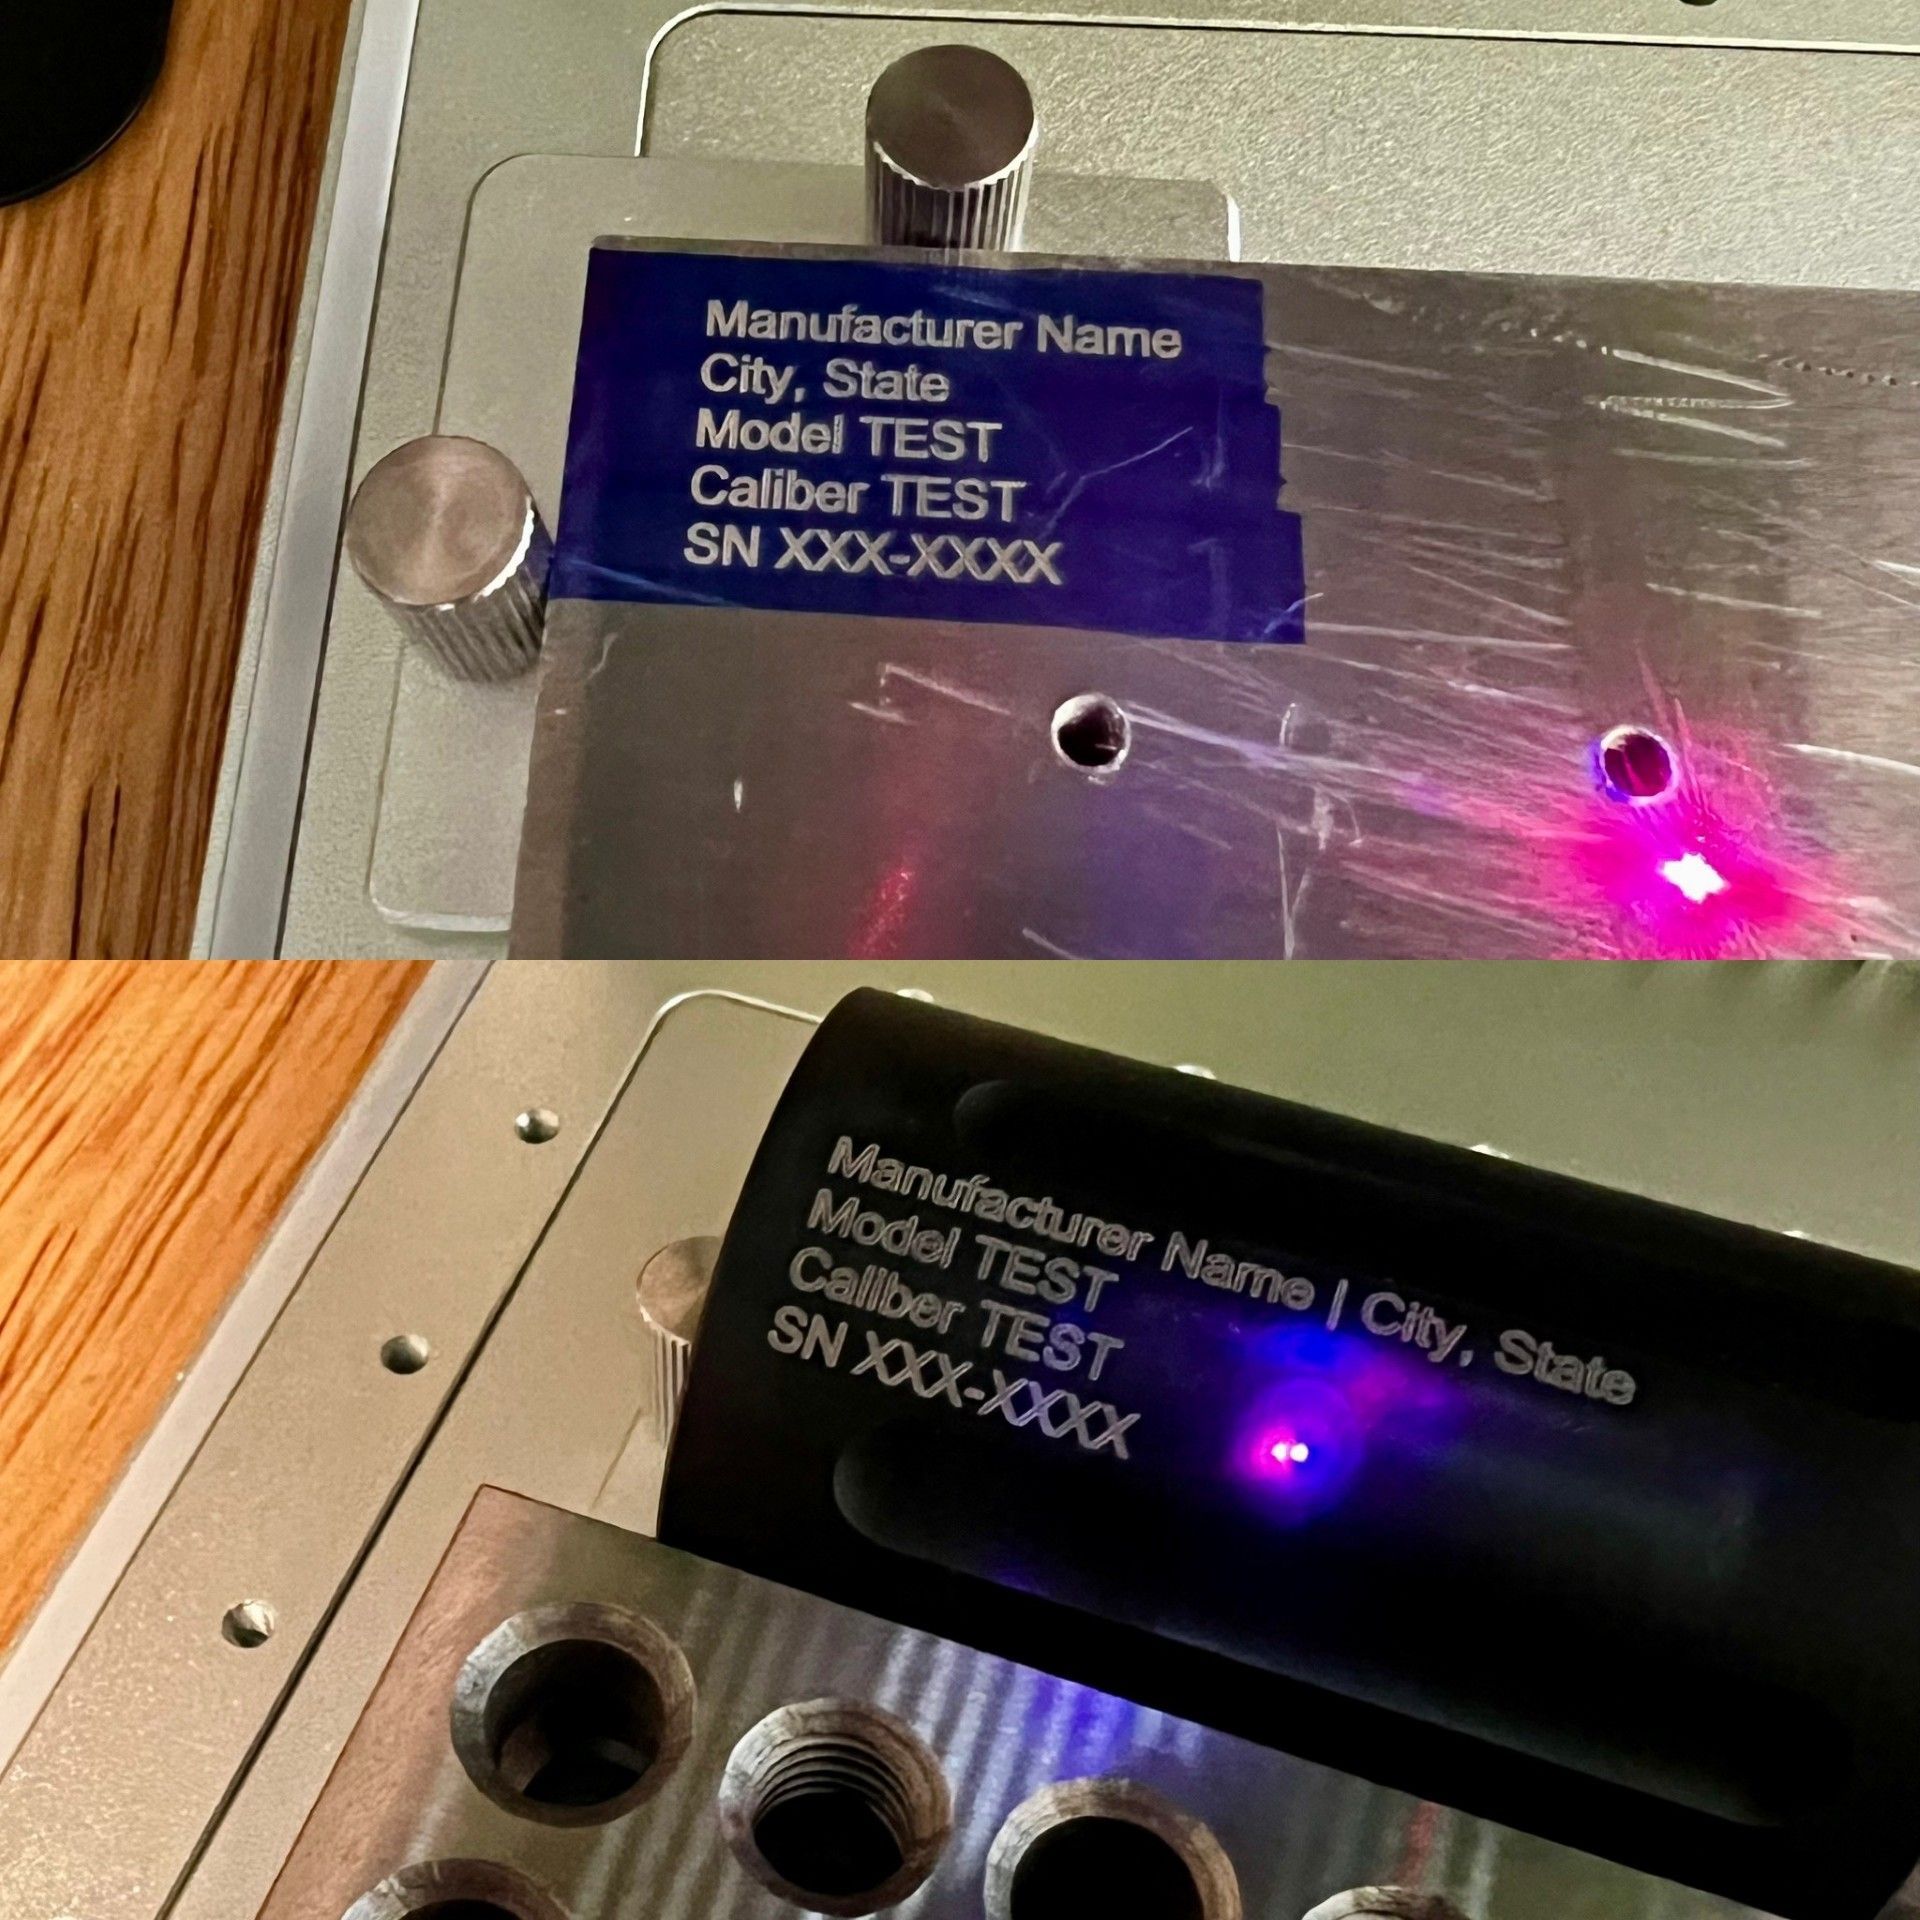 Manufacturer Name
City, State
Model TEST
Caliber TEST
SN XXX-XXXX
Manufacturer Name | City, State
Model TEST
Caliber TEST
SN XXX-XXXX